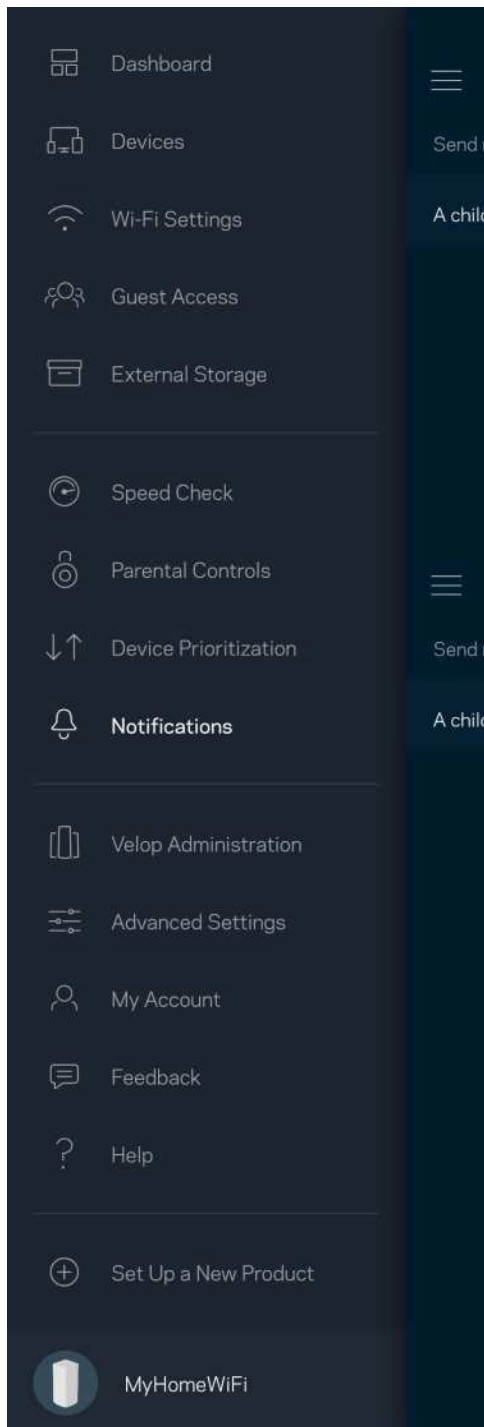 Dashboard
Devices
Wi-Fi Settings
Guest Access
External Storage
Speed Check
Parental Controls
Device Prioritization
Notifications
Velop Administration
Advanced Settings
My Account
Feedback
Help
Set Up a New Product
MyHomeWiFi
Send
A chil
Send
A chil